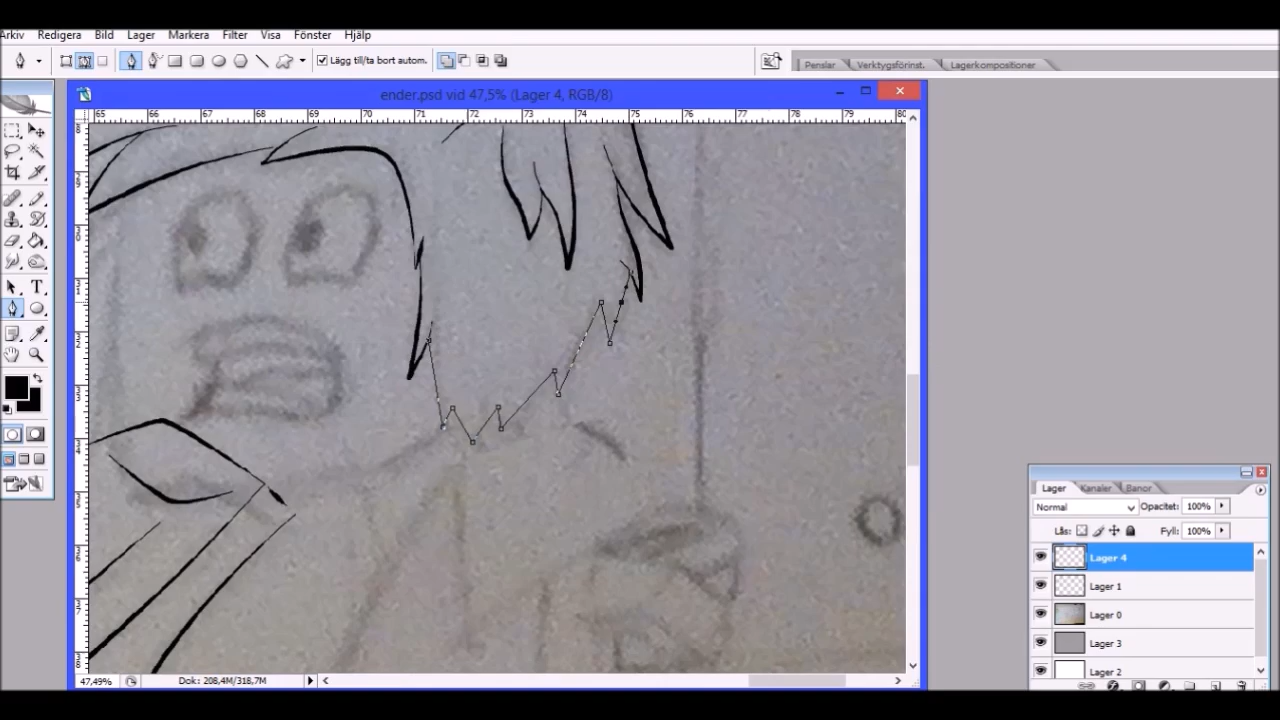 Arkiv Redigera Bild Lager Markera Filter Visa Fönster Hjälp
Lägg till/ta bort autom.
Penslar Verktygsförinst. Lagerkompositioner
ender.psd vid 47,5% (Lager 4, RGB/8)
65 66 67 68 69 70 71 72 73 74 75 76 77 78 79 80
T
Lager Kanaler Banor
Normal Opacitet: 100%
Lås: Fyll: 100%
Lager 4
Lager 1
Lager 0
Lager 3
Lager 2
47,49% Dok: 208,4M/318,7M